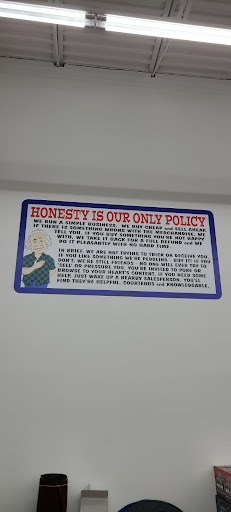 HONESTY IS OUR ONLY POLICY
WE RUN A SIMPLE BUSINESS. WE BUY CHEAP and SELL CHEAP.
IF THERE IS SOMETHING WRONG WITH THE MERCHANDISE, WE
TELL YOU. IF YOU BUY SOMETHING YOU'RE NOT HAPPY
WITH, WE TAKE IT BACK FOR A FULL REFUND and WE
DO IT PLEASANTLY WITH NO HARD TIME.
IN BRIEF, WE ARE NOT TRYING TO TRICK OR DECEIVE YOU.
IF YOU LIKE SOMETHING WE'RE PEDDLING - BUY IT! IF YOU
DON'T, WE'RE STILL FRIENDS - NO ONE WILL EVER TRY TO
'SELL' OR PRESSURE YOU. YOU'RE INVITED TO POKE OR
BROWSE TO YOUR HEART'S CONTENT. IF YOU NEED SOME
HELP, JUST WAKE UP A NEARBY SALESPERSON. YOU'LL
FIND THEY'RE HELPFUL, COURTEOUS and KNOWLEDGEABLE.